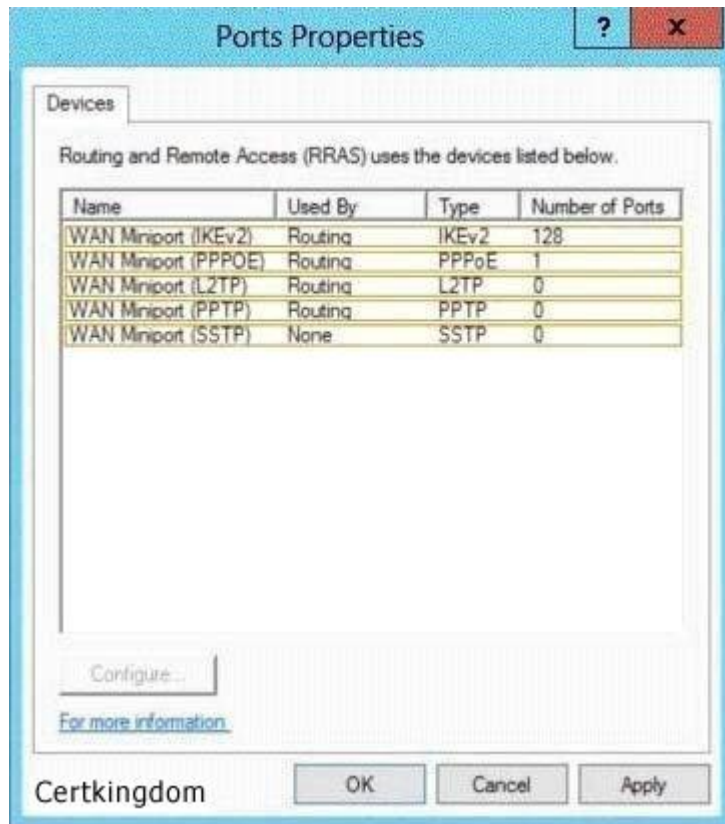 Ports Properties
?
x
Devices
Routing and Remote Access (RRAS) uses the devices listed below.
Name Used By Type Number of Ports
WAN Miniport (IKEv2) Routing IKEv2 128
WAN Miniport (PPPOE) Routing PPPoE 1
WAN Miniport (L2TP) Routing L2TP 0
WAN Miniport (PPTP) Routing PPTP 0
WAN Miniport (SSTP) None SSTP 0
Configure...
For more information
Certkingdom
OK Cancel Apply